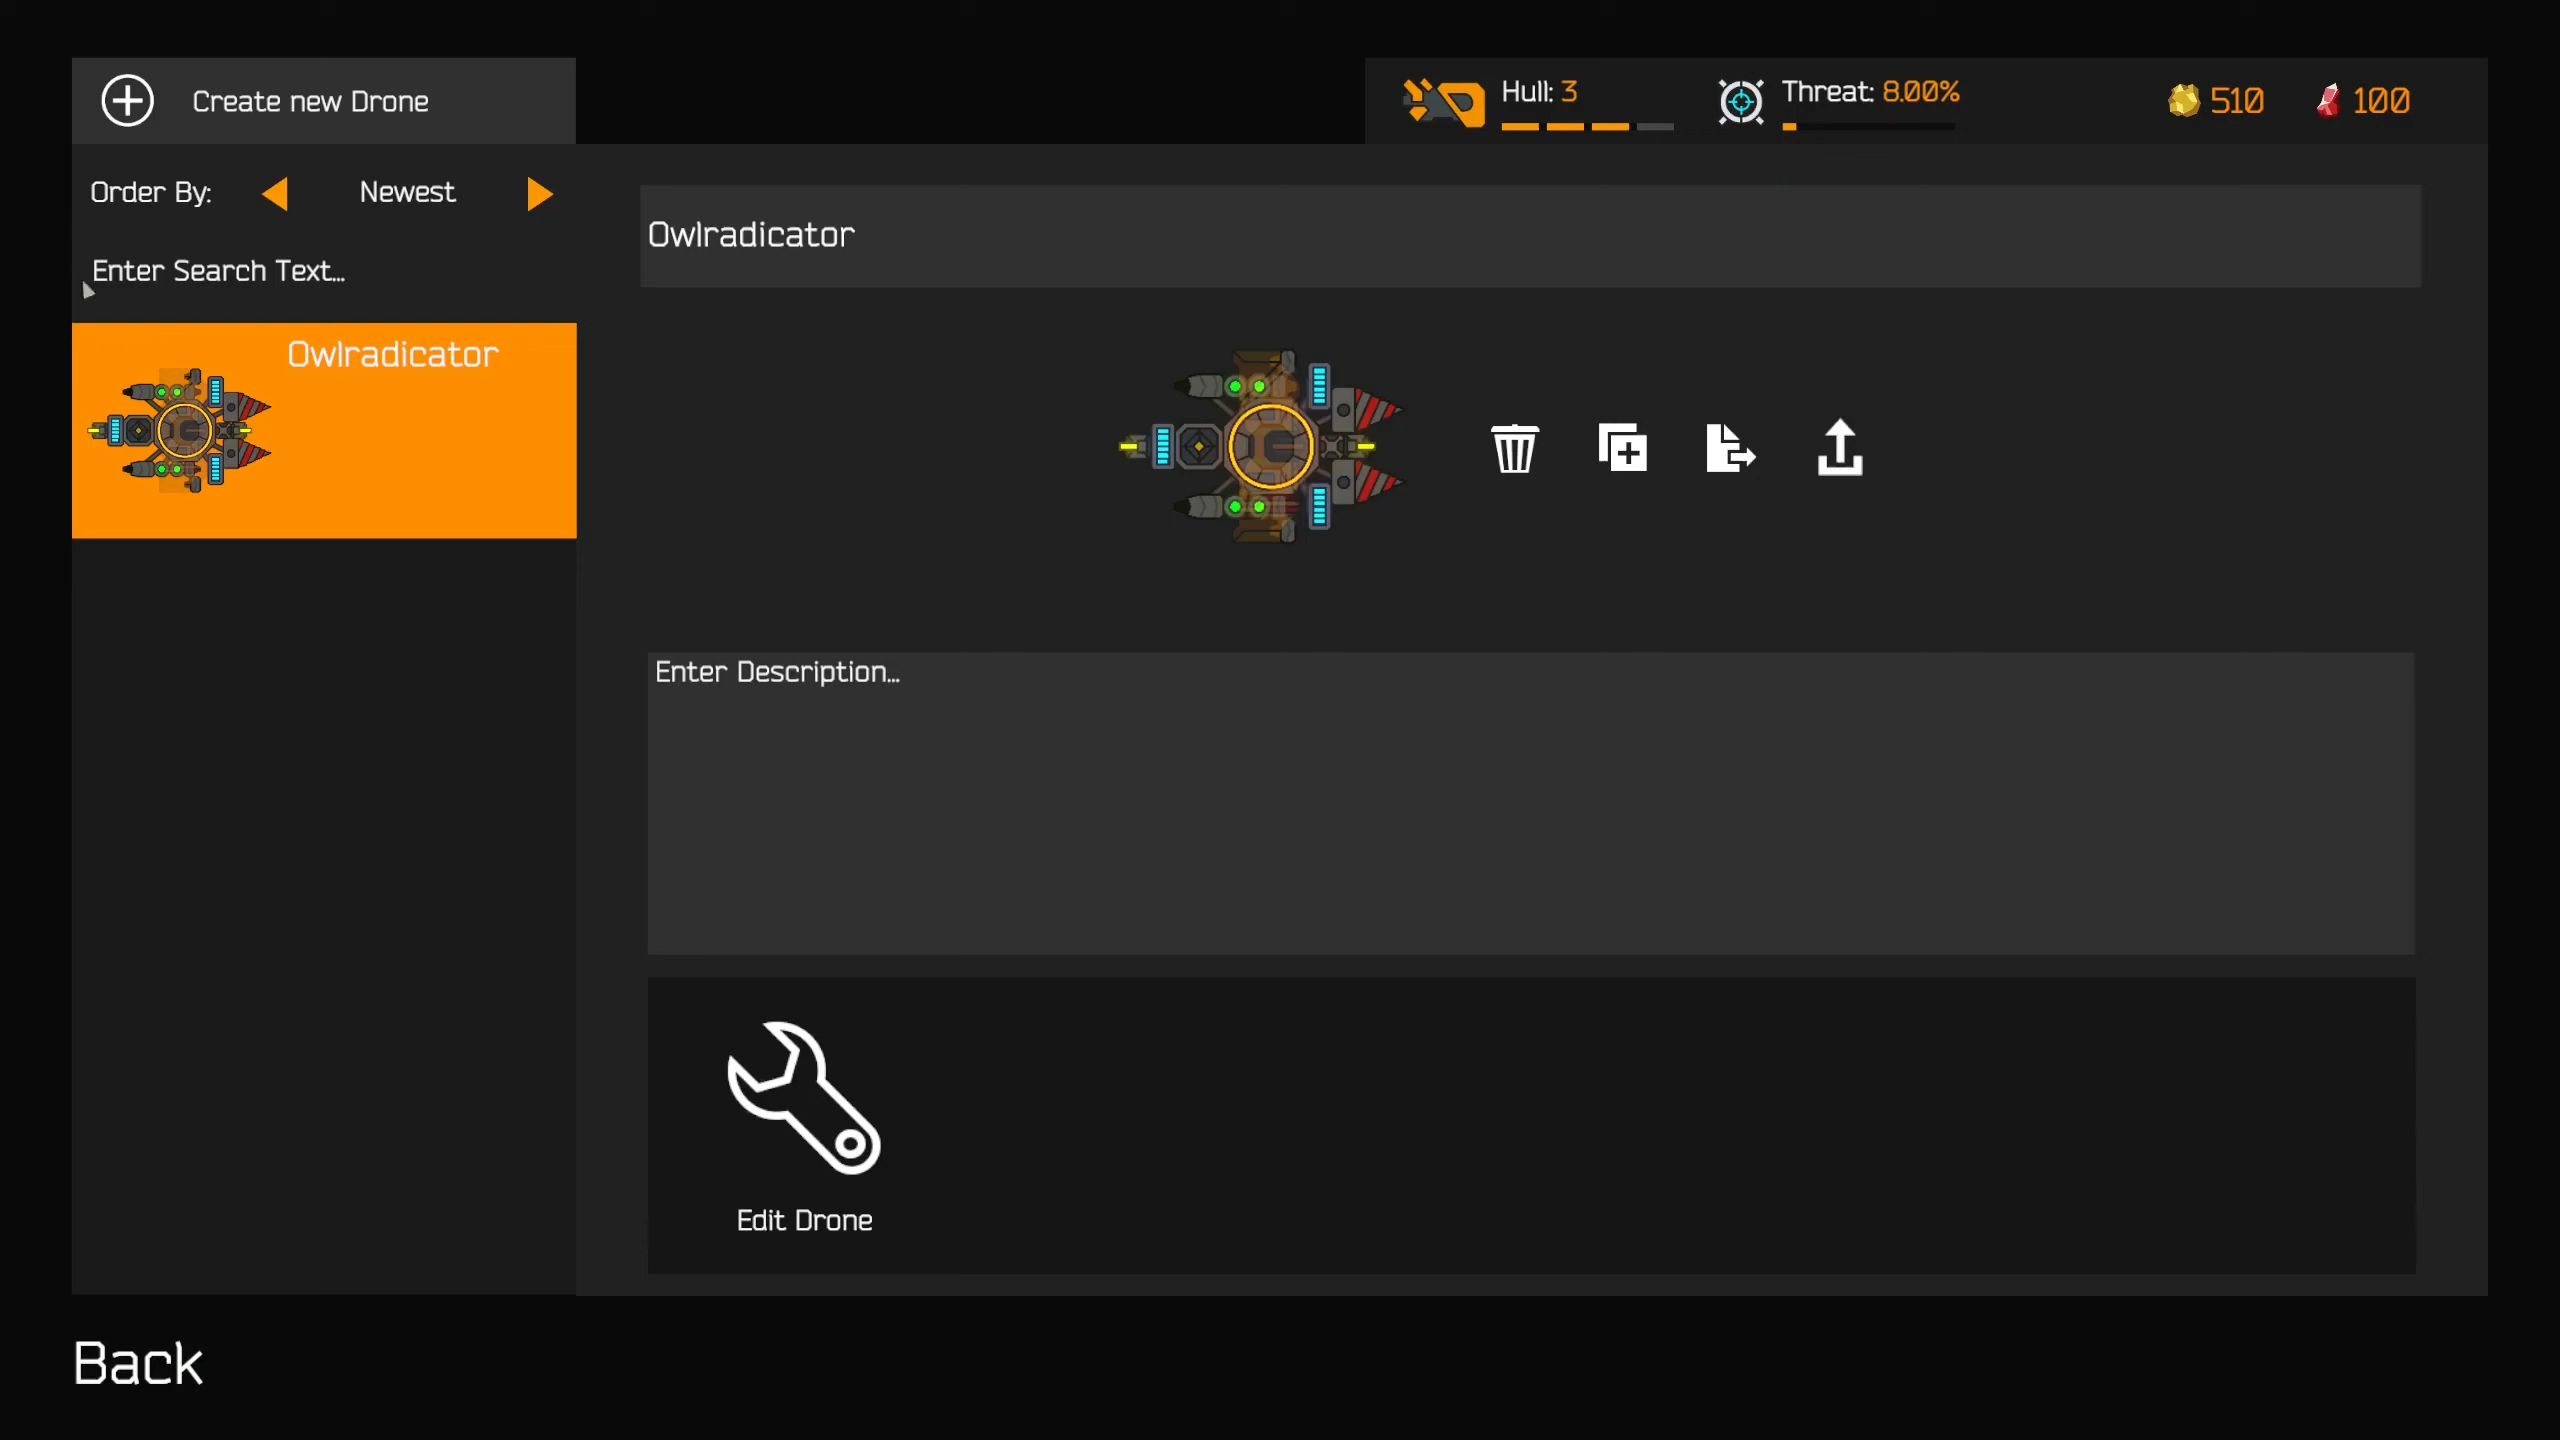 Create new Drone
Hull: 3
Threat: 8.00%
510
100
Order By:
Newest
Enter Search Text...
Owlradicator
Owlradicator
Enter Description...
Edit Drone
Back